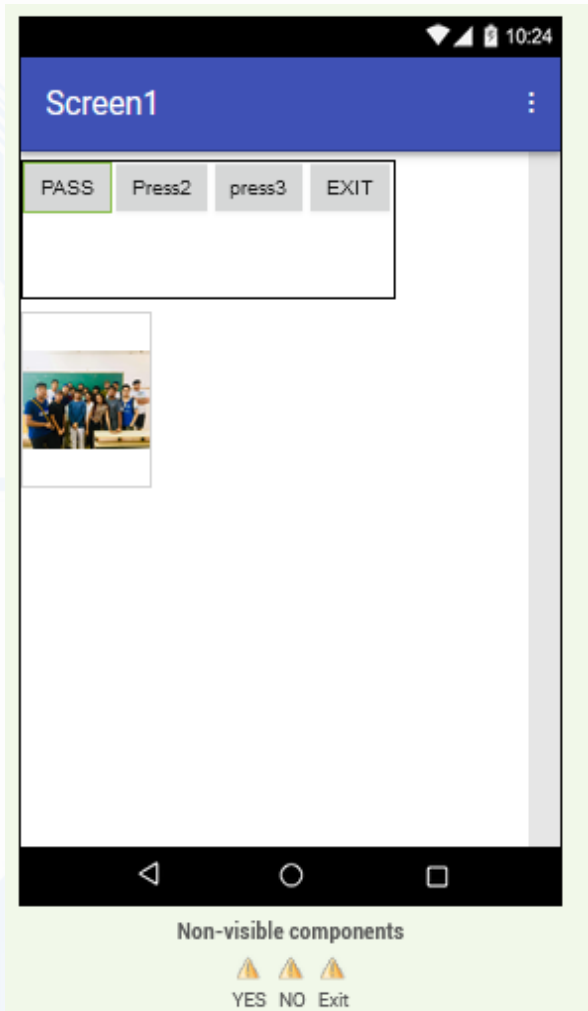 10:24
Screen1
PASS Press2 press3 EXIT
Non-visible components
YES NO Exit